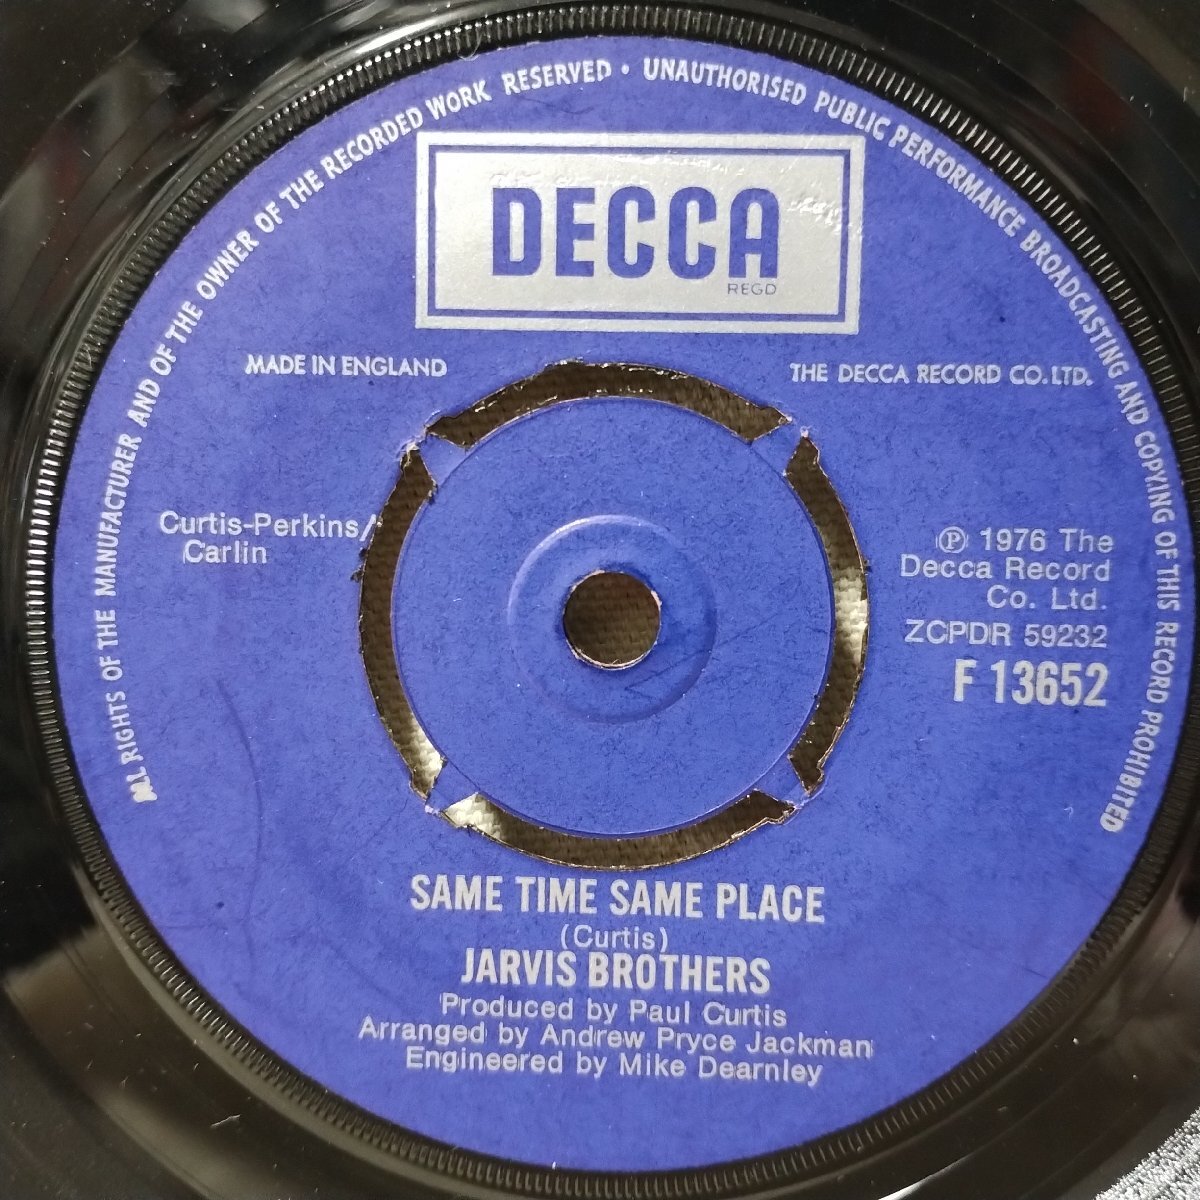 ALL RIGHTS OF THE MANUFACTURER AND OF THE OWNER OF THE RECORDED WORK RESERVED • UNAUTHORISED PUBLIC PERFORMANCE BROADCASTING AND COPYING OF THIS RECORD PROHIBITED
DECCA
REGD
MADE IN ENGLAND
THE DECCA RECORD CO. LTD.
Curtis-Perkins/
Carlin
℗ 1976 The
Decca Record
Co. Ltd.
ZCPDR 59232
F 13652
SAME TIME SAME PLACE
(Curtis)
JARVIS BROTHERS
Produced by Paul Curtis
Arranged by Andrew Pryce Jackman
Engineered by Mike Dearnley